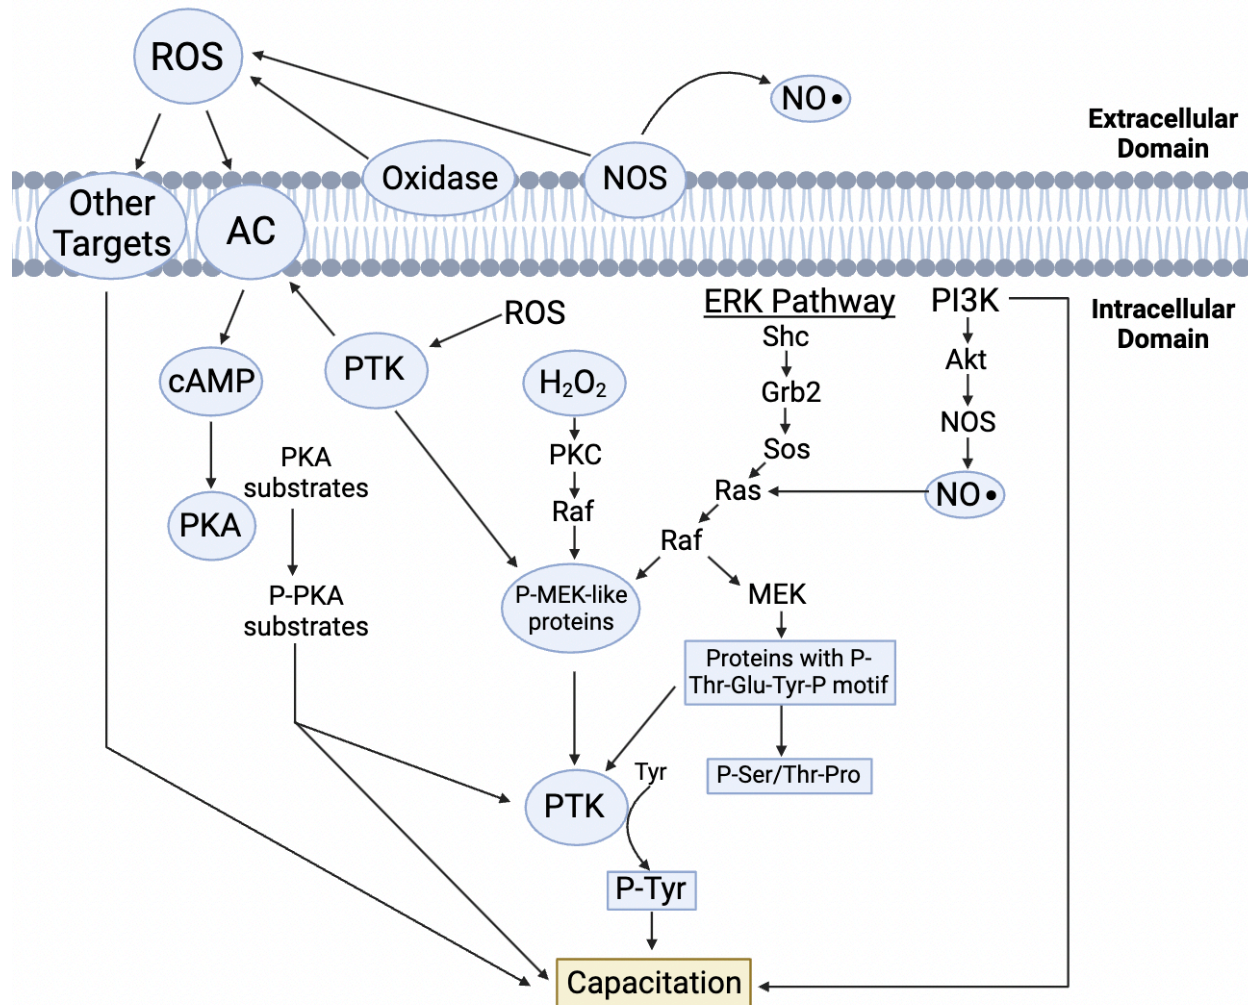 ROS
NO•
Extracellular
Domain
Oxidase
NOS
Other
Targets
AC
ERK Pathway
PI3K
Intracellular
Domain
ROS
Shc
Akt
PTK
cAMP
H₂O₂
Grb2
NOS
Sos
PKC
PKA
substrates
Ras
NO•
Raf
PKA
Raf
P-PKA
substrates
P-MEK-like
proteins
MEK
Proteins with P-
Thr-Glu-Tyr-P motif
Tyr
P-Ser/Thr-Pro
PTK
P-Tyr
Capacitation